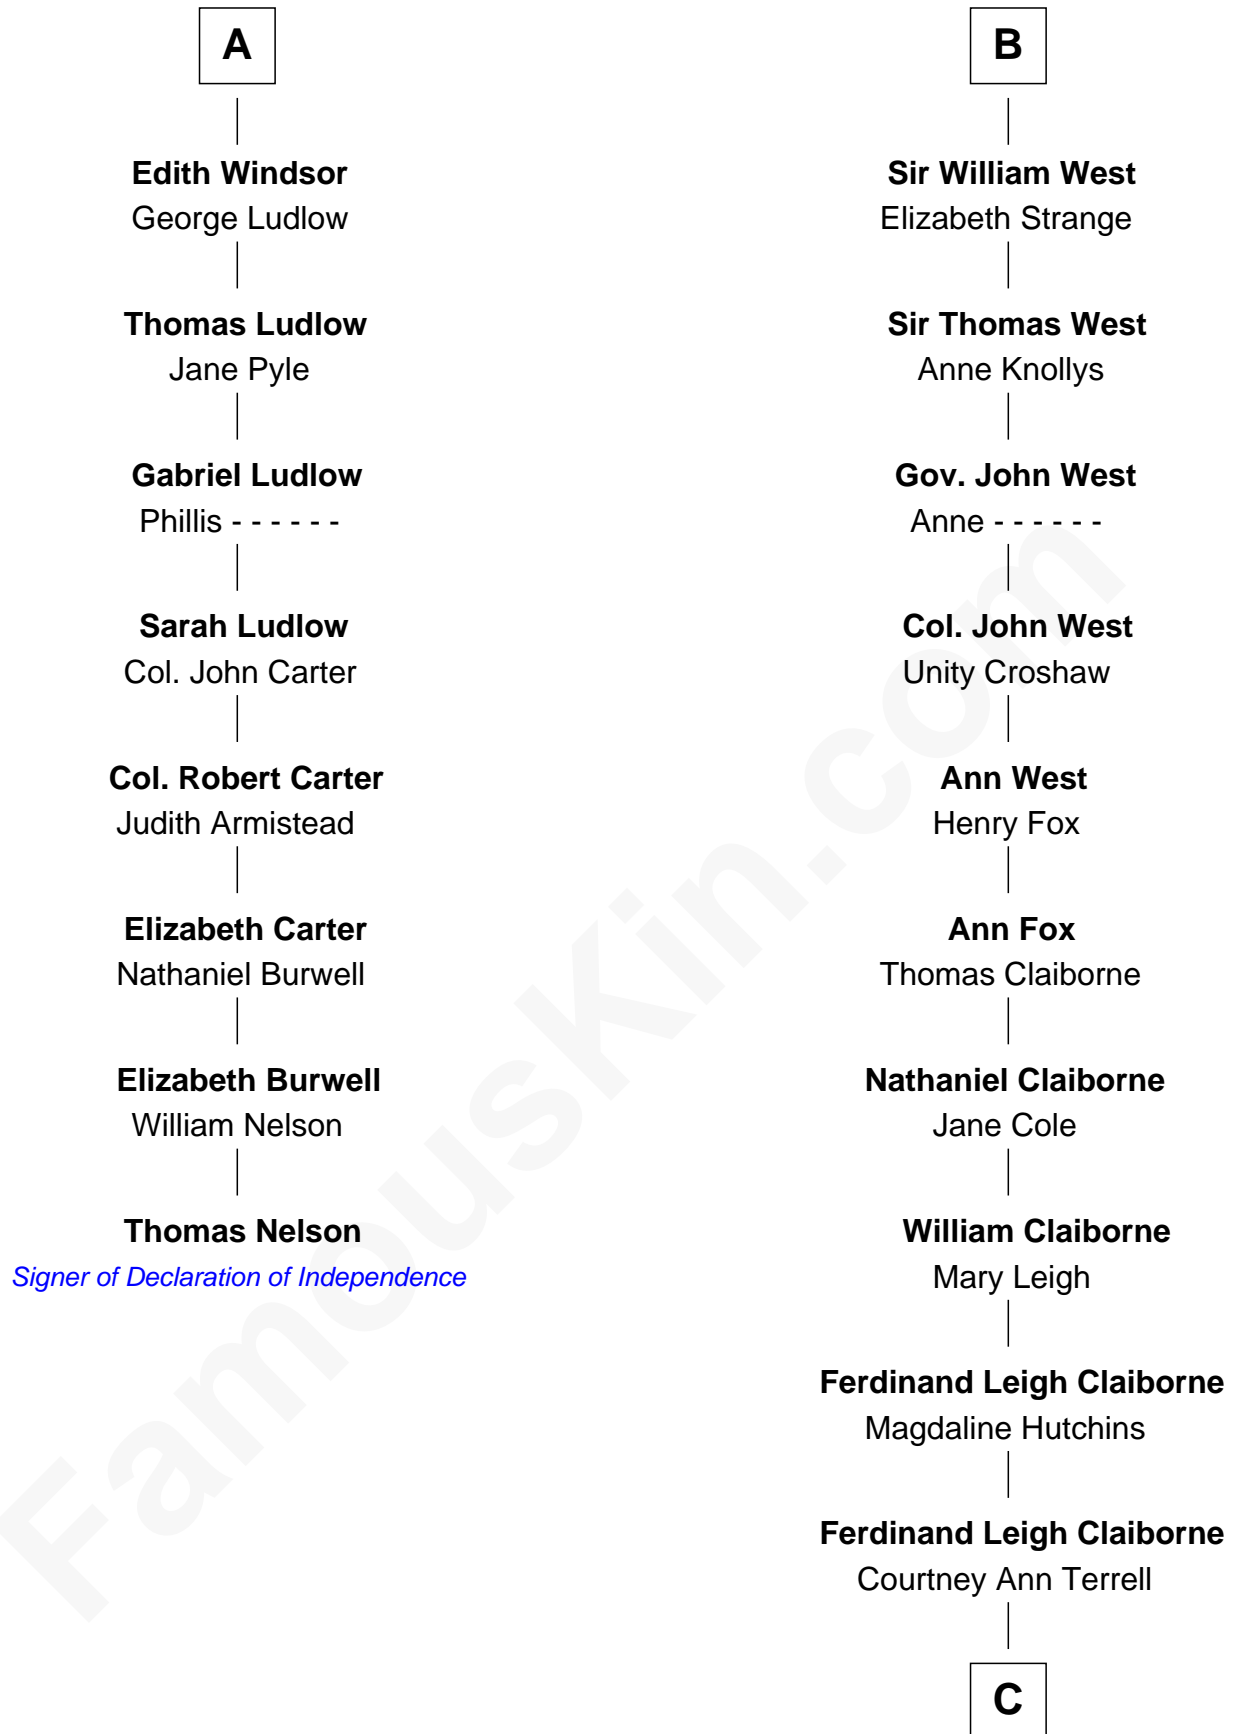 A
Edith Windsor
George Ludlow
Thomas Ludlow
Jane Pyle
Gabriel Ludlow
Phillis - - - - - -
Sarah Ludlow
Col. John Carter
Col. Robert Carter
Judith Armistead
Elizabeth Carter
Nathaniel Burwell
Elizabeth Burwell
William Nelson
Thomas Nelson
Signer of Declaration of Independence
B
Sir William West
Elizabeth Strange
Sir Thomas West
Anne Knollys
Gov. John West
Anne - - - - - -
Col. John West
Unity Croshaw
Ann West
Henry Fox
Ann Fox
Thomas Claiborne
Nathaniel Claiborne
Jane Cole
William Claiborne
Mary Leigh
Ferdinand Leigh Claiborne
Magdaline Hutchins
Ferdinand Leigh Claiborne
Courtney Ann Terrell
C
FamousKin.com